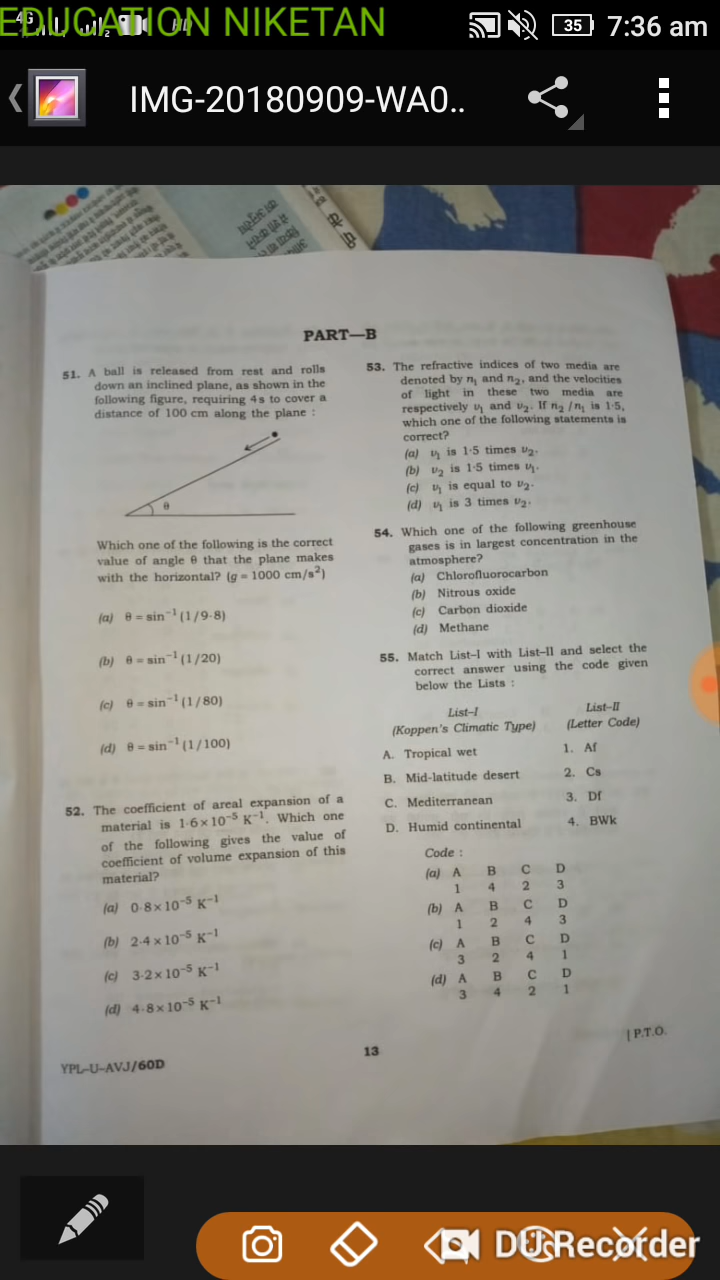 EDUCATION NIKETAN
4G
HD
35
7:36 am
IMG-20180909-WA0..
PART—B
51. A ball is released from rest and rolls
down an inclined plane, as shown in the
following figure, requiring 4 s to cover a
distance of 100 cm along the plane :
θ
Which one of the following is the correct
value of angle θ that the plane makes
with the horizontal? (g = 1000 cm/s²)
(a) θ = sin⁻¹ (1/9·8)
(b) θ = sin⁻¹ (1/20)
(c) θ = sin⁻¹ (1/80)
(d) θ = sin⁻¹ (1/100)
52. The coefficient of areal expansion of a
material is 1·6×10⁻⁵ K⁻¹. Which one
of the following gives the value of
coefficient of volume expansion of this
material?
(a) 0·8×10⁻⁵ K⁻¹
(b) 2·4×10⁻⁵ K⁻¹
(c) 3·2×10⁻⁵ K⁻¹
(d) 4·8×10⁻⁵ K⁻¹
53. The refractive indices of two media are
denoted by n₁ and n₂, and the velocities
of light in these two media are
respectively υ₁ and υ₂. If n₂/n₁ is 1·5,
which one of the following statements is
correct?
(a) υ₁ is 1·5 times υ₂.
(b) υ₂ is 1·5 times υ₁.
(c) υ₁ is equal to υ₂.
(d) υ₁ is 3 times υ₂.
54. Which one of the following greenhouse
gases is in largest concentration in the
atmosphere?
(a) Chlorofluorocarbon
(b) Nitrous oxide
(c) Carbon dioxide
(d) Methane
55. Match List–I with List–II and select the
correct answer using the code given
below the Lists :
List–I List–II
(Koppen's Climatic Type) (Letter Code)
A. Tropical wet 1. Af
B. Mid-latitude desert 2. Cs
C. Mediterranean 3. Df
D. Humid continental 4. BWk
Code :
(a) A B C D
1 4 2 3
(b) A B C D
1 2 4 3
(c) A B C D
3 2 4 1
(d) A B C D
3 4 2 1
YPL–U–AVJ/60D
13
[ P.T.O.
DU Recorder